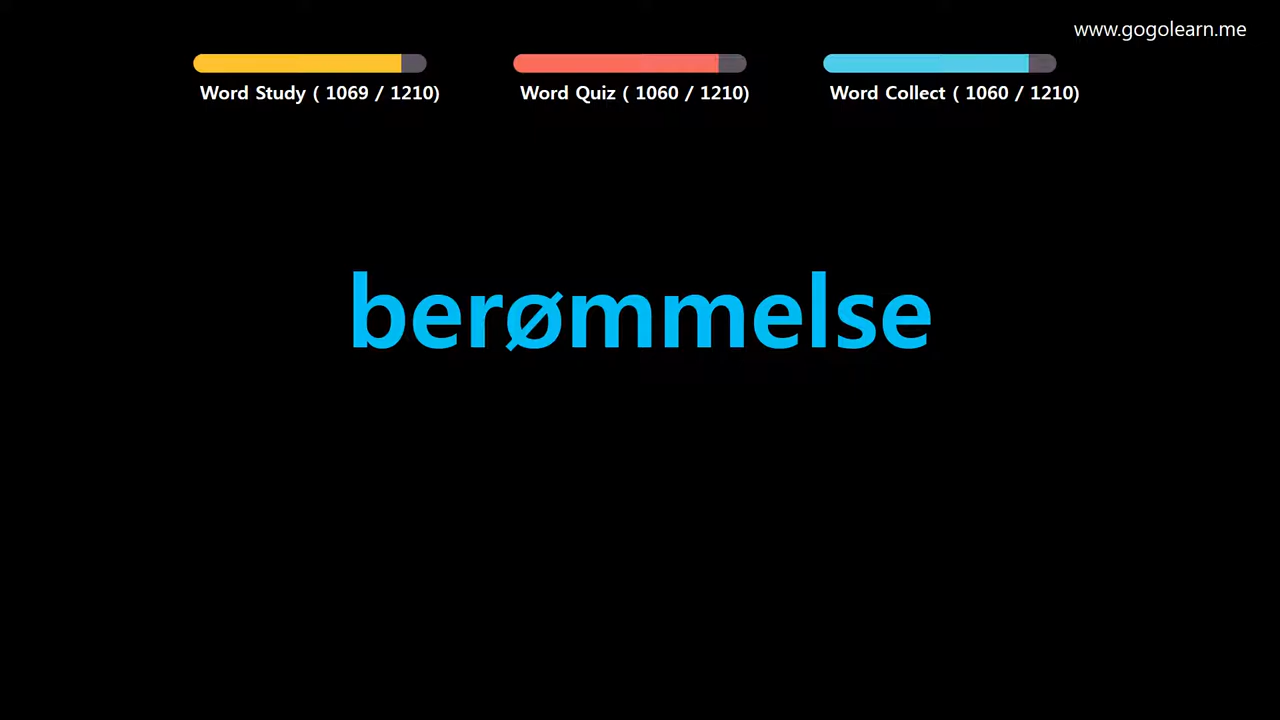 www.gogolearn.me
Word Study ( 1069 / 1210)
Word Quiz ( 1060 / 1210)
Word Collect ( 1060 / 1210)
berømmelse